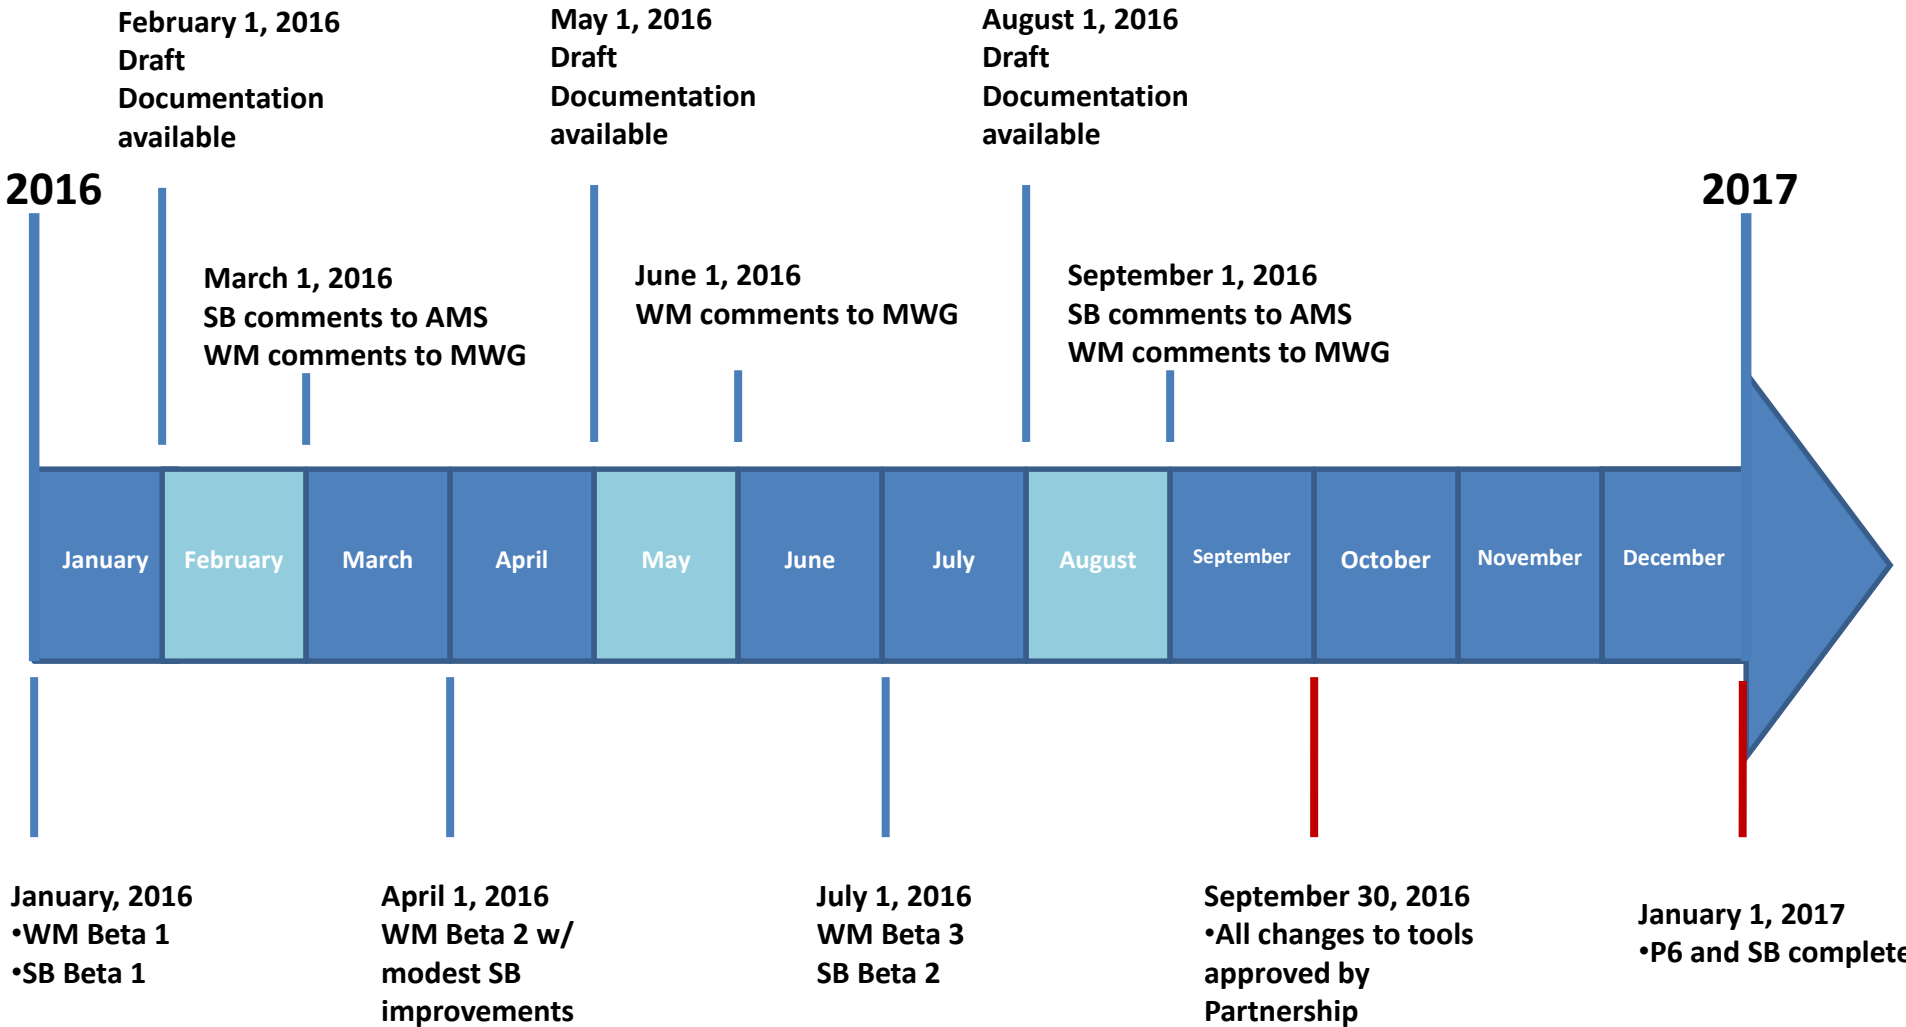 February 1, 2016
Draft
Documentation
available
May 1, 2016
Draft
Documentation
available
August 1, 2016
Draft
Documentation
available
2016
2017
March 1, 2016
SB comments to AMS
WM comments to MWG
June 1, 2016
WM comments to MWG
September 1, 2016
SB comments to AMS
WM comments to MWG
January
February
March
April
May
June
July
August
September
October
November
December
January, 2016
•WM Beta 1
•SB Beta 1
April 1, 2016
WM Beta 2 w/
modest SB
improvements
July 1, 2016
WM Beta 3
SB Beta 2
September 30, 2016
•All changes to tools
approved by
Partnership
January 1, 2017
•P6 and SB complete